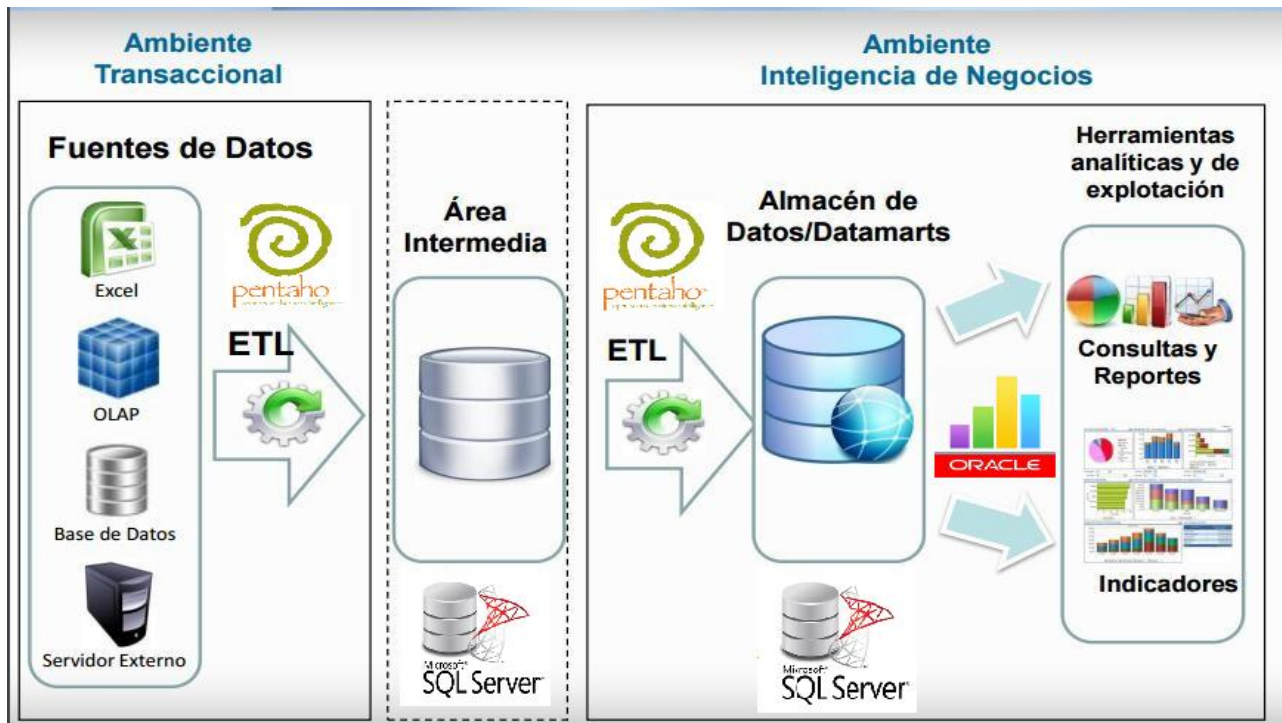 Ambiente
Transaccional
Ambiente
Inteligencia de Negocios
Fuentes de Datos
Excel
OLAP
Base de Datos
Servidor Externo
pentaho
ETL
Área
Intermedia
Microsoft®
SQL Server
pentaho
ETL
Almacén de
Datos/Datamarts
Microsoft®
SQL Server
ORACLE
Herramientas
analíticas y de
explotación
Consultas y
Reportes
Indicadores